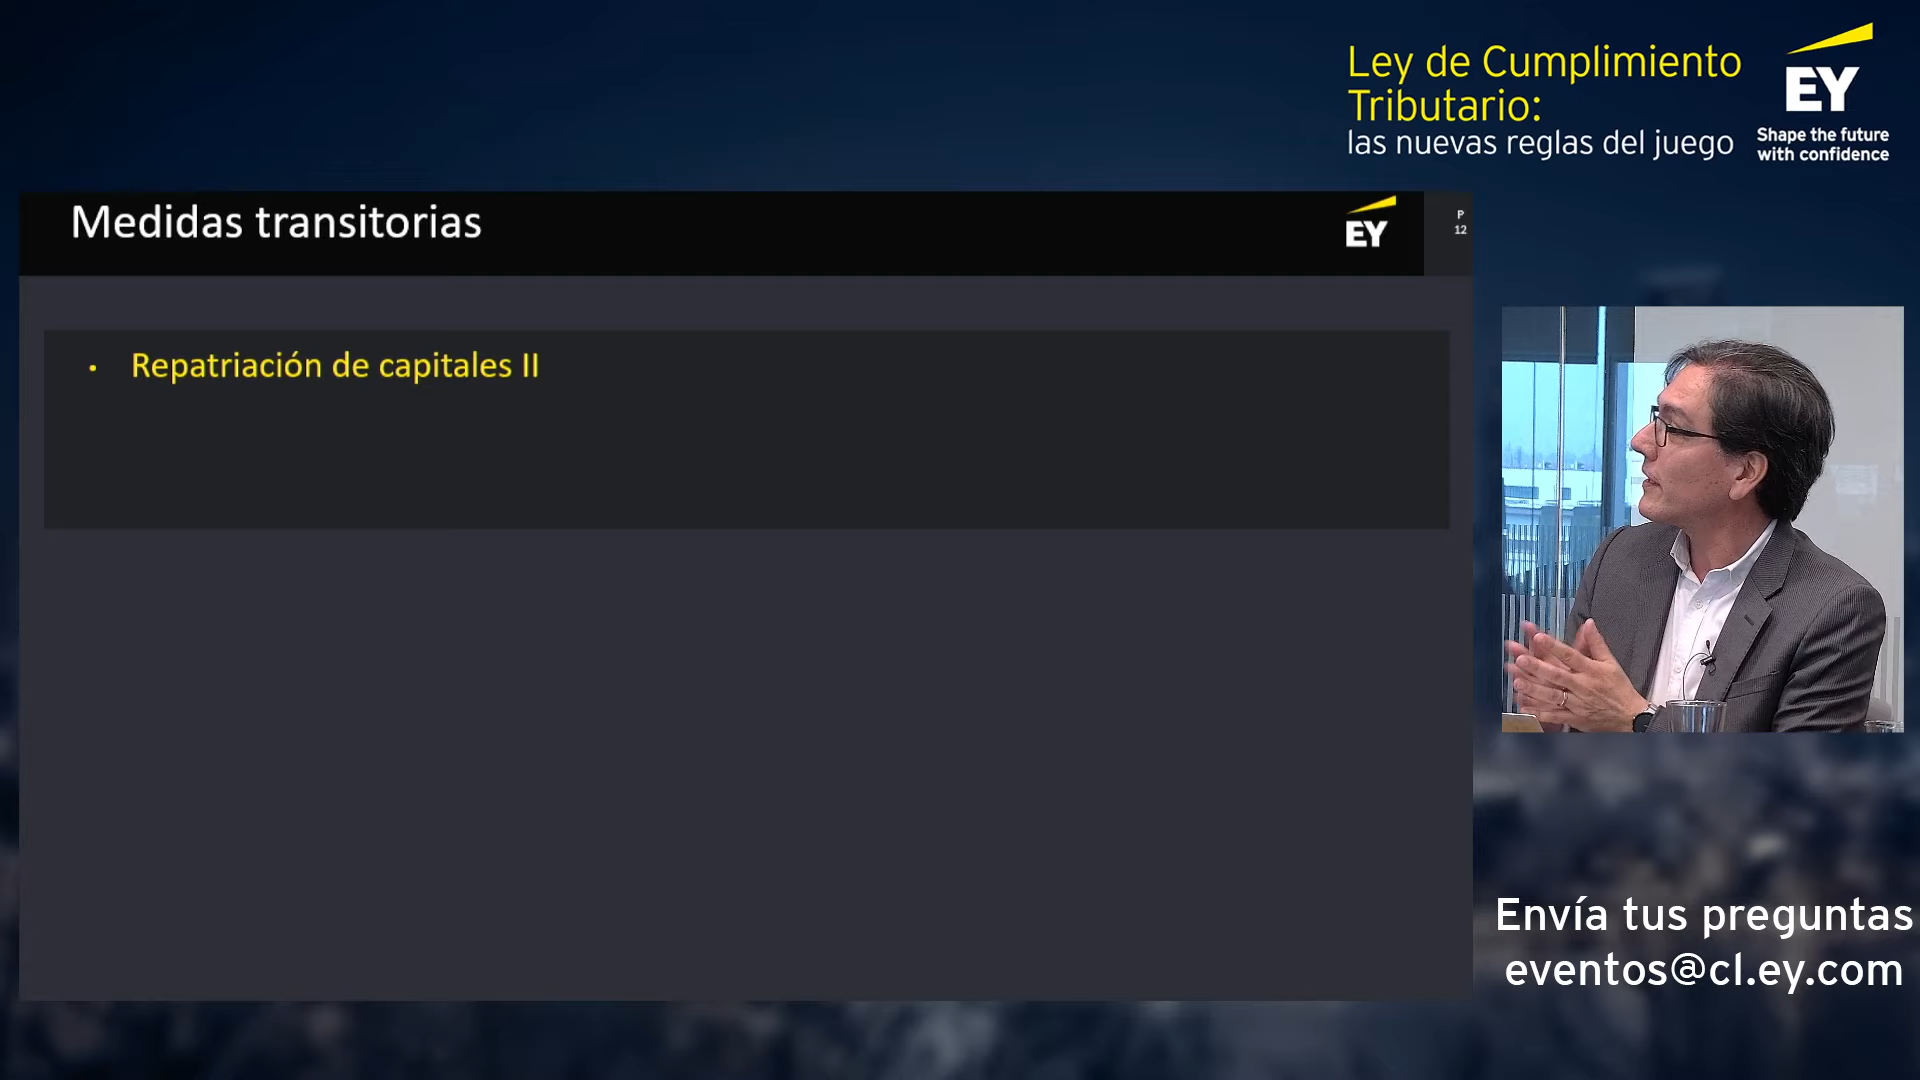 Ley de Cumplimiento
Tributario:
las nuevas reglas del juego
EY
Shape the future
with confidence
Medidas transitorias
EY
P
12
• Repatriación de capitales II
Envía tus preguntas
eventos@cl.ey.com